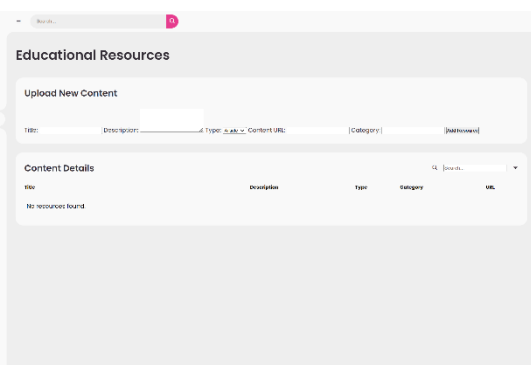 Search...
Educational Resources
Upload New Content
Title: Description: Type: Content URL: Category Add Resource
Content Details
Search...
Title Description Type Category URL
No resources found.